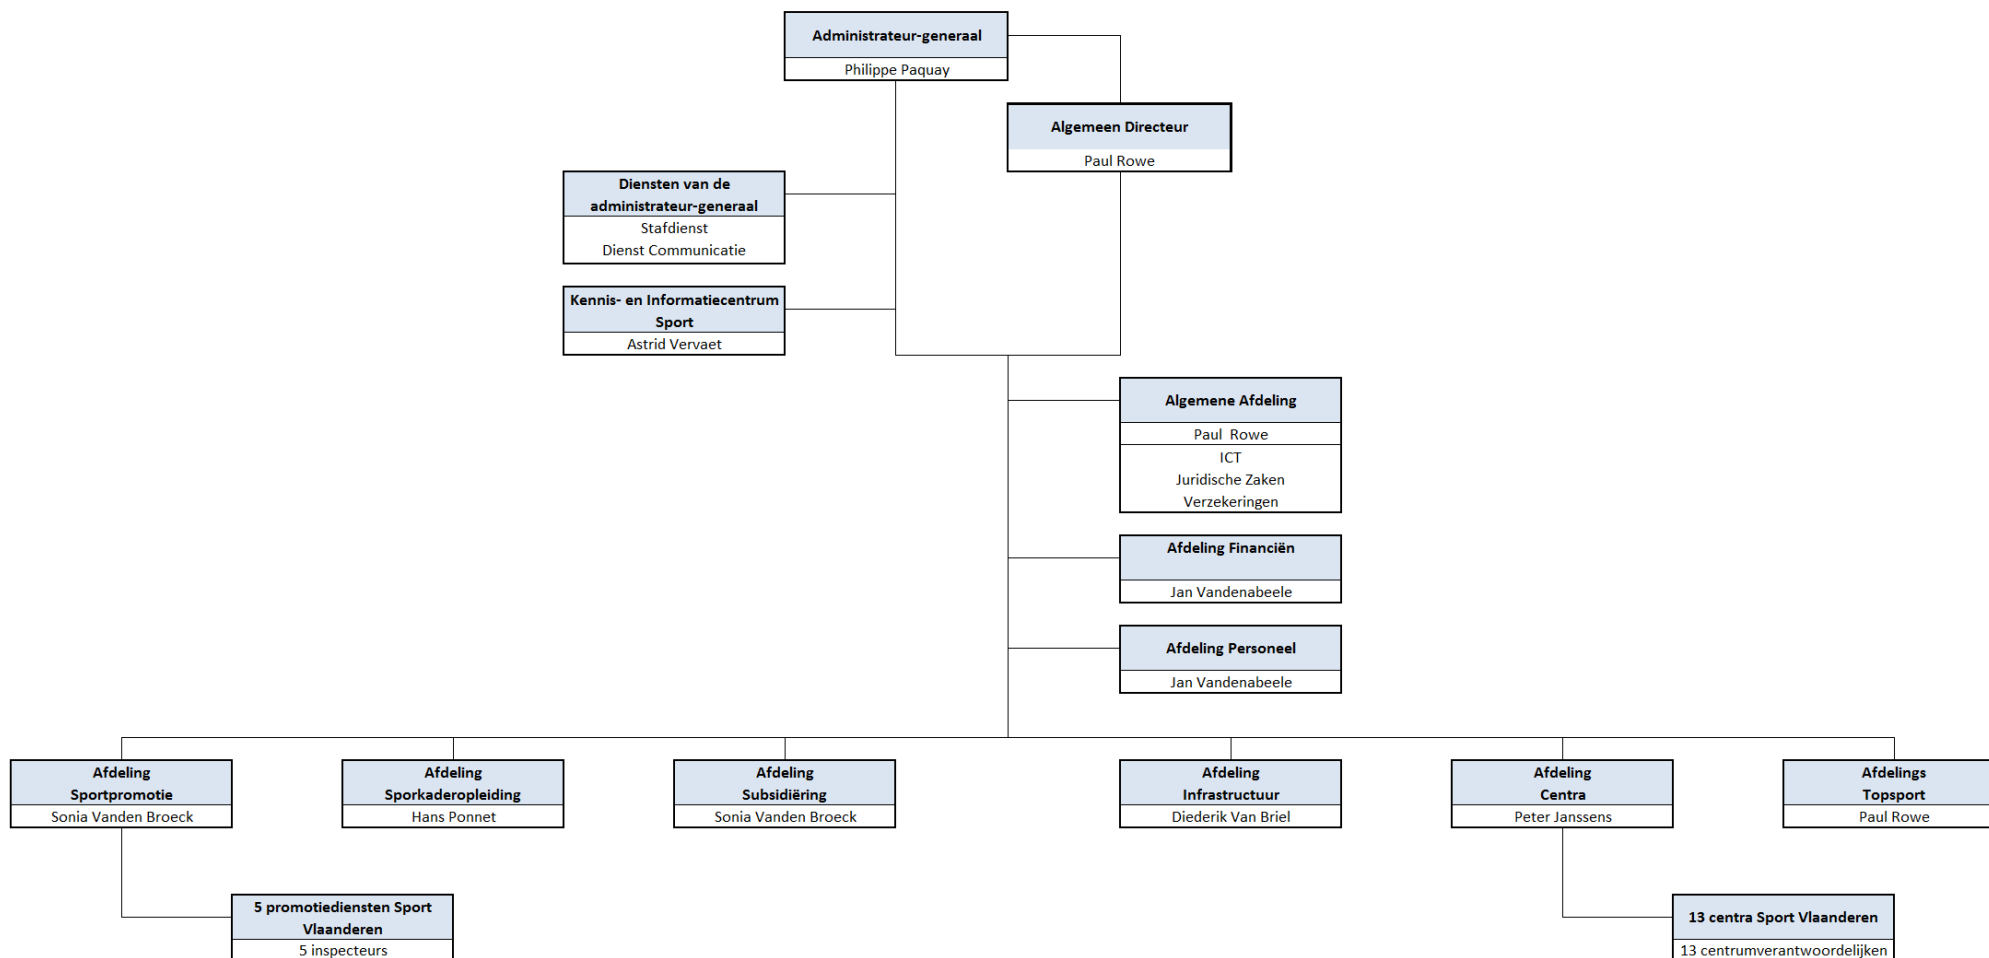 Administrateur-generaal
Philippe Paquay
Algemeen Directeur
Paul Rowe
Diensten van de
administrateur-generaal
Stafdienst
Dienst Communicatie
Kennis- en Informatiecentrum
Sport
Astrid Vervaet
Algemene Afdeling
Paul Rowe
ICT
Juridische Zaken
Verzekeringen
Afdeling Financiën
Jan Vandenabeele
Afdeling Personeel
Jan Vandenabeele
Afdeling
Sportpromotie
Sonia Vanden Broeck
Afdeling
Sporkaderopleiding
Hans Ponnet
Afdeling
Subsidiëring
Sonia Vanden Broeck
Afdeling
Infrastructuur
Diederik Van Briel
Afdeling
Centra
Peter Janssens
Afdelings
Topsport
Paul Rowe
5 promotiediensten Sport
Vlaanderen
5 inspecteurs
13 centra Sport Vlaanderen
13 centrumverantwoordelijken